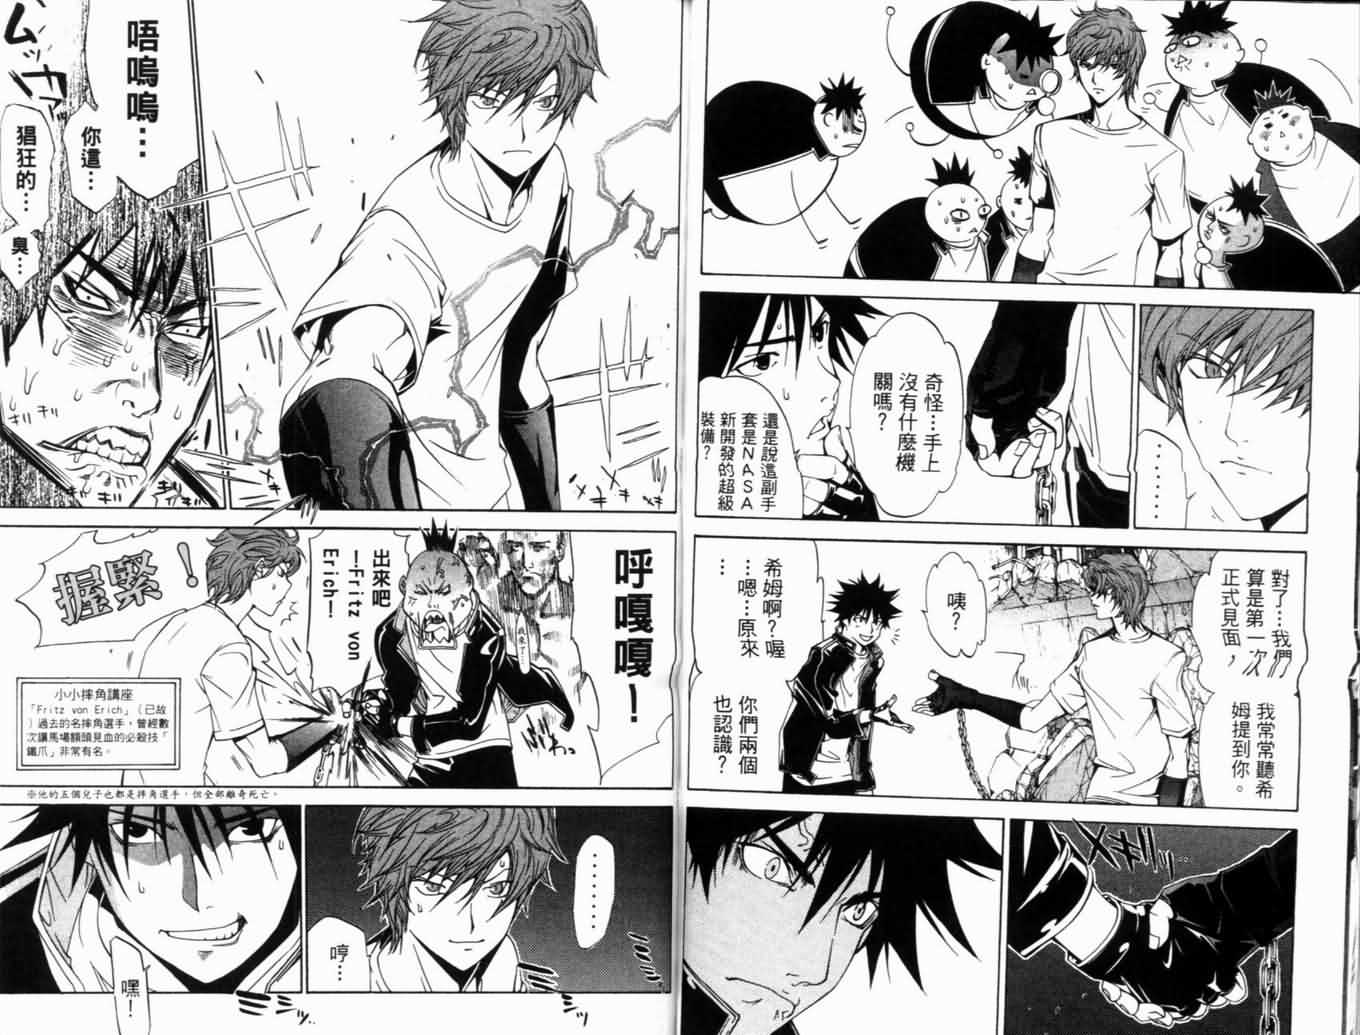 ………
奇怪…手上
沒有什麼機
關嗎？
還是說這副手
套是NASA
新開發的超級
裝備？
對了…我們
算是第一次
正式見面，
我常常聽希
姆提到你。
咦？
希姆啊？喔
…嗯…原來
…
你們兩個
也認識？
唔嗚嗚…
你這…
猖狂的…
臭…
ムッカァッ
呼嘎嘎！
出來吧
—Fritz von
Erich—
我來了—
握緊！
小小摔角講座
「Fritz von Erich」（已故
）過去的名摔角選手，曾經數
次讓馬場額頭見血的必殺技「
鐵爪」非常有名。
※他的五個兒子也都是摔角選手，但全部離奇死亡。
………
哼…
嘿！